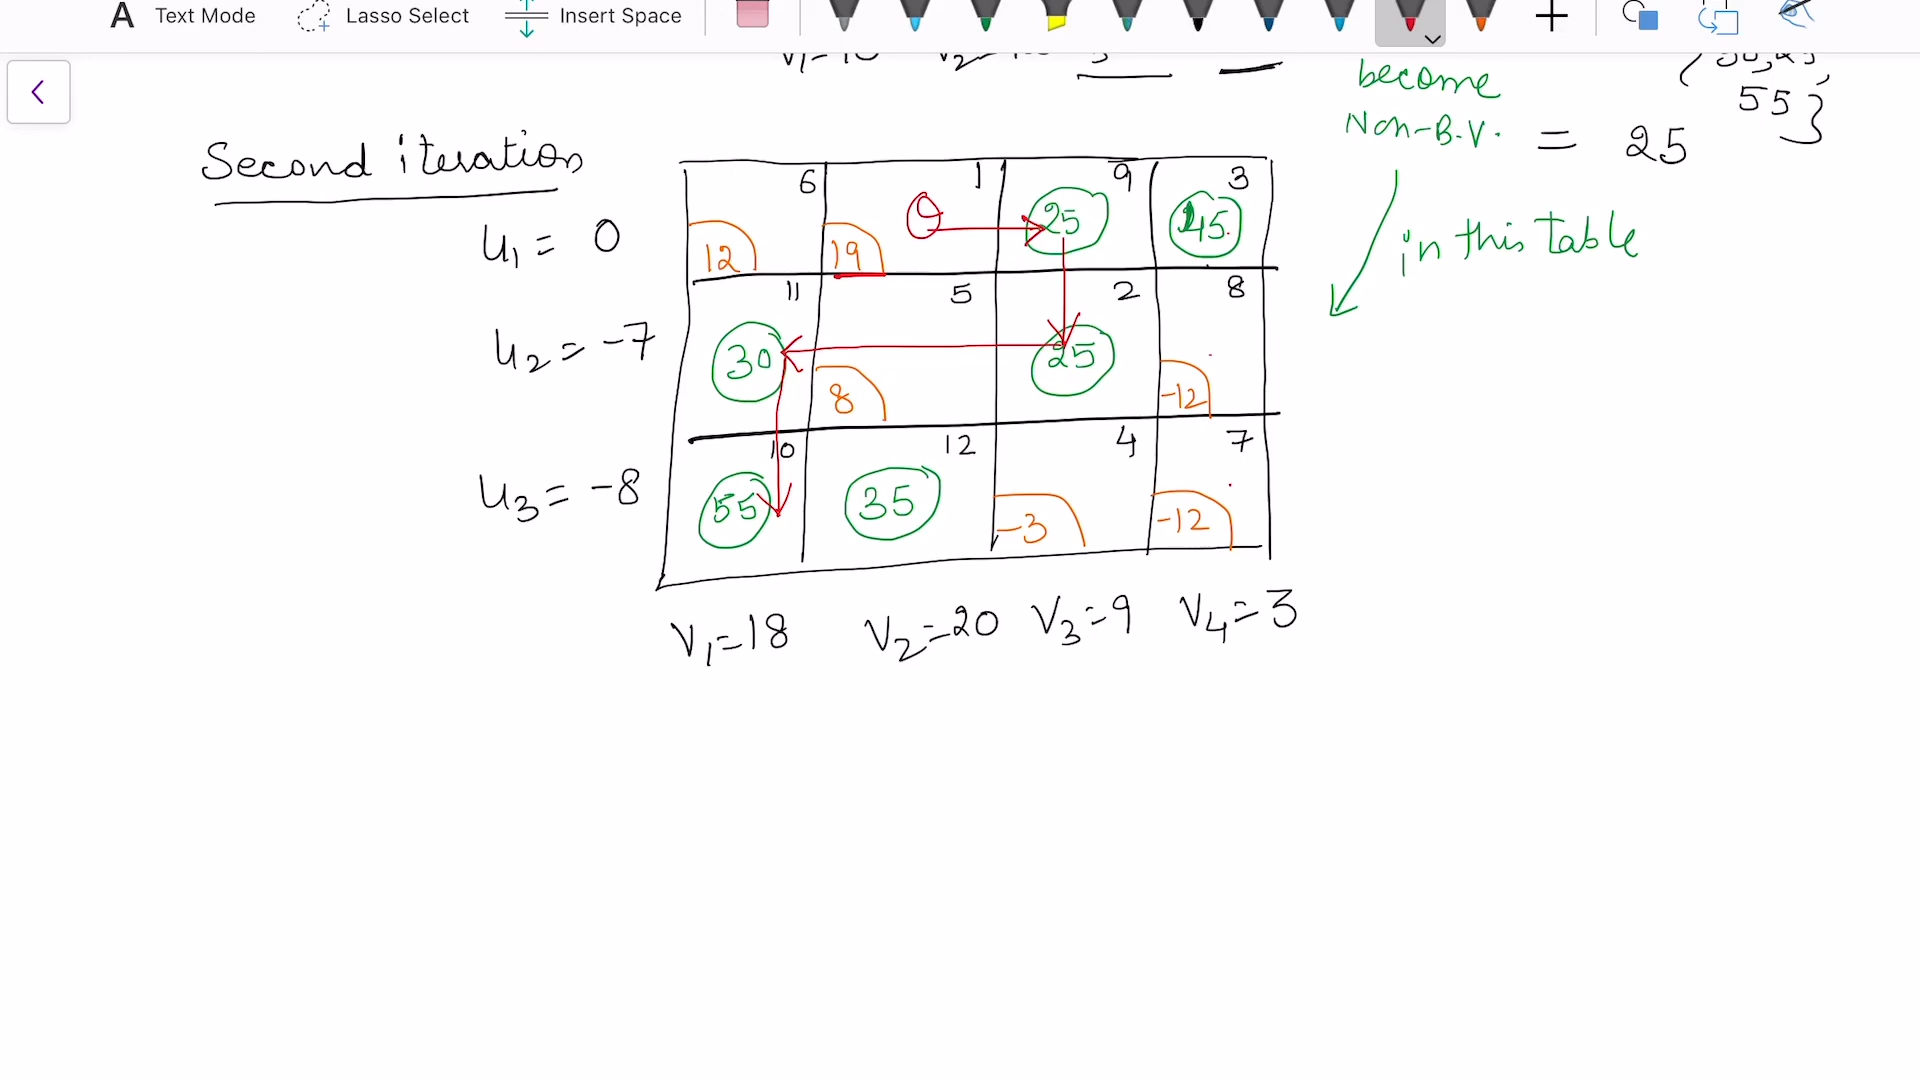 Text Mode Lasso Select Insert Space
become
55}
Non-B.V. = 25
Second iteration
in this table
6 1 9 3
u1 = 0 12 19 θ 25 45
11 5 2 8
u2 = -7 30 8 25 -12
10 12 4 7
u3 = -8 55 35 -3 -12
v1=18 v2=20 v3=9 v4=3